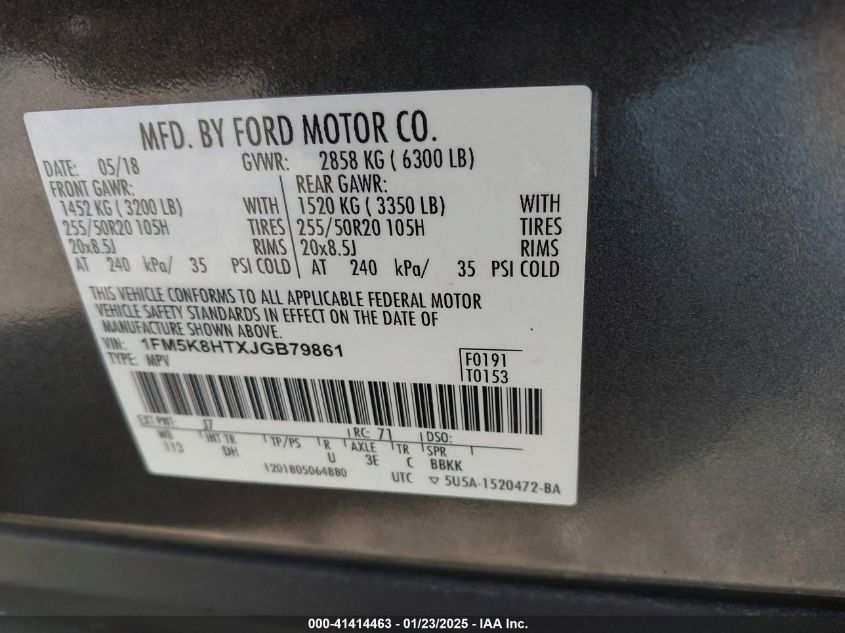 MFD. BY FORD MOTOR CO.
DATE: 05/18 GVWR: 2858 KG ( 6300 LB)
FRONT GAWR: REAR GAWR:
1452 KG ( 3200 LB) WITH 1520 KG ( 3350 LB) WITH
255/50R20 105H TIRES 255/50R20 105H TIRES
20x8.5J RIMS 20x8.5J RIMS
AT 240 kPa/ 35 PSI COLD AT 240 kPa/ 35 PSI COLD
THIS VEHICLE CONFORMS TO ALL APPLICABLE FEDERAL MOTOR
VEHICLE SAFETY STANDARDS IN EFFECT ON THE DATE OF
MANUFACTURE SHOWN ABOVE.
VIN: 1FM5K8HTXJGB79861
TYPE: MPV
F0191
T0153
EXT PNT: J7 RC: 71 DSO:
WB INT TR TP/PS R AXLE TR SPR
113 DH U 3E C BBKK
1201805064880 UTC ▽ 5U5A-1520472-BA
000-41414463 - 01/23/2025 - IAA Inc.